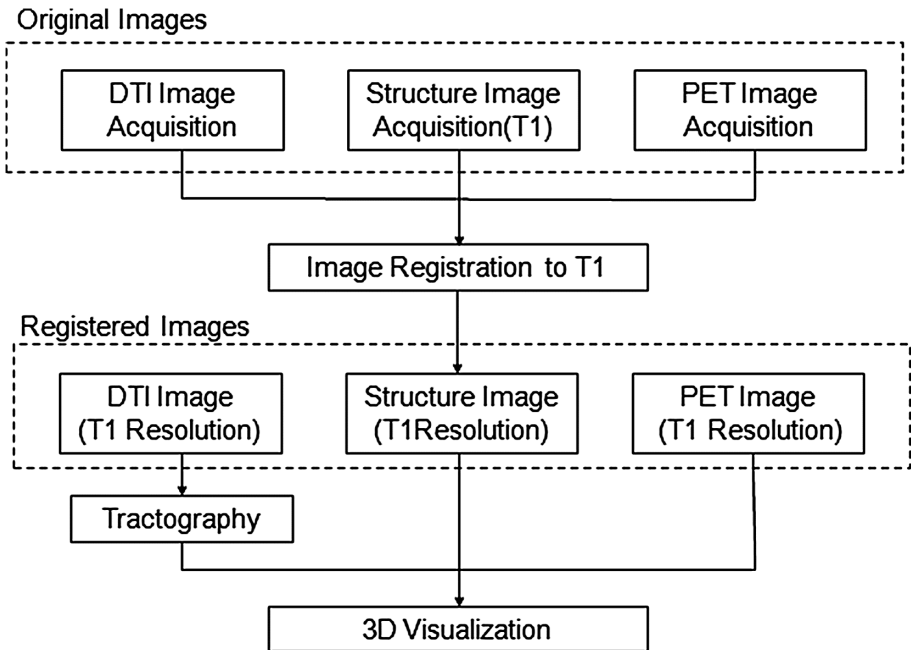 Original Images
DTI Image
Acquisition
Structure Image
Acquisition(T1)
PET Image
Acquisition
Image Registration to T1
Registered Images
DTI Image
(T1 Resolution)
Structure Image
(T1Resolution)
PET Image
(T1 Resolution)
Tractography
3D Visualization